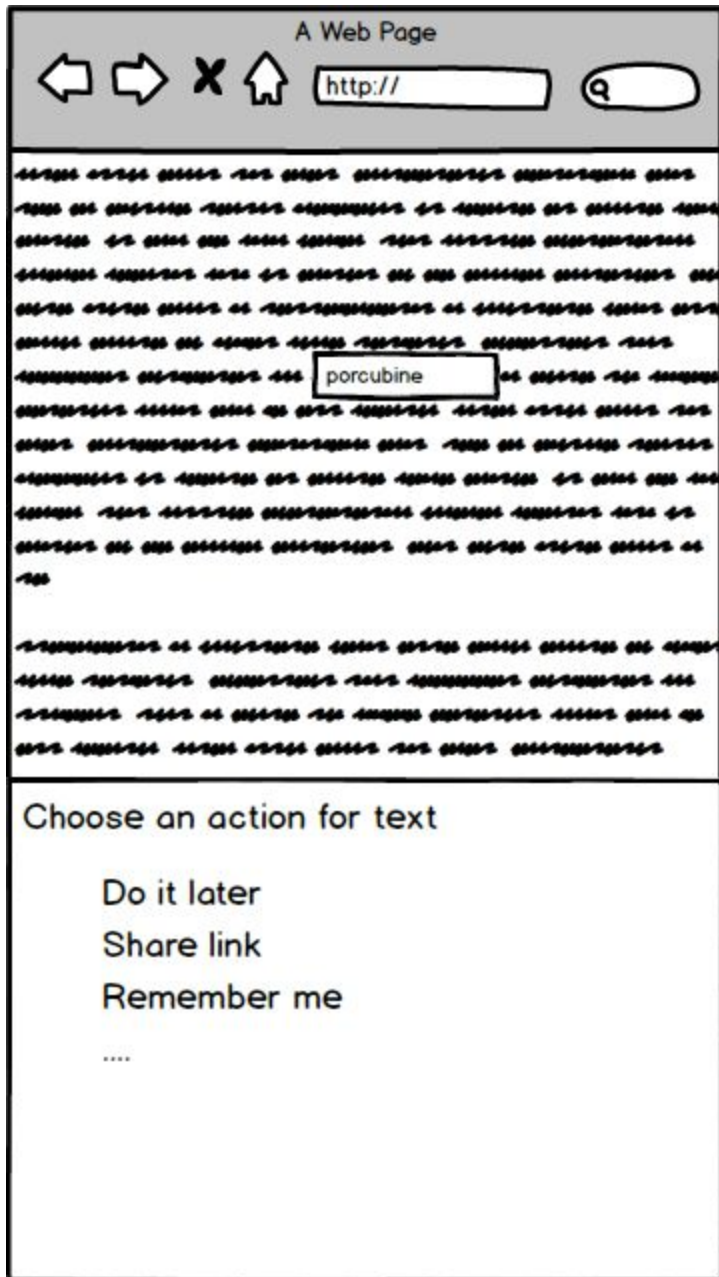 A Web Page
http://
porcubine
Choose an action for text
Do it later
Share link
Remember me
....